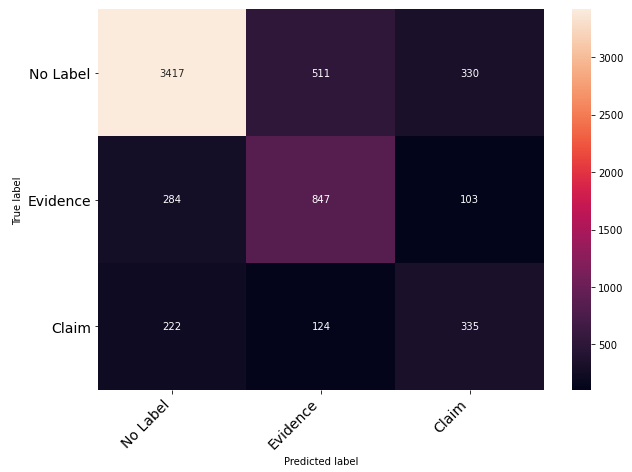 No Label 3417 511 330
Evidence 284 847 103
Claim 222 124 335
True label
No Label Evidence Claim
Predicted label
3000
2500
2000
1500
1000
500